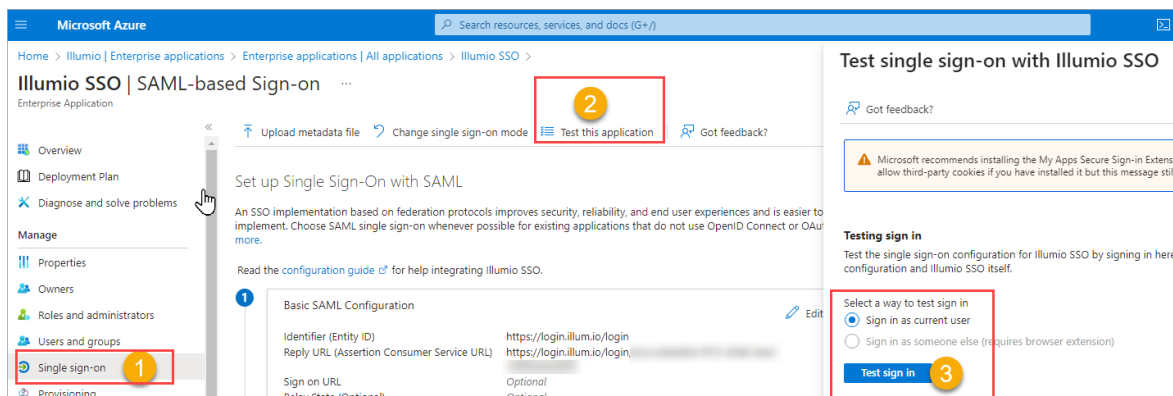 Microsoft Azure
Search resources, services, and docs (G+/)
Home > Illumio | Enterprise applications > Enterprise applications | All applications > Illumio SSO >
Illumio SSO | SAML-based Sign-on ...
Enterprise Application
«
Overview
Deployment Plan
Diagnose and solve problems
Manage
Properties
Owners
Roles and administrators
Users and groups
Single sign-on
1
Provisioning
2
Upload metadata file
Change single sign-on mode
Test this application
Got feedback?
Set up Single Sign-On with SAML
An SSO implementation based on federation protocols improves security, reliability, and end user experiences and is easier to
implement. Choose SAML single sign-on whenever possible for existing applications that do not use OpenID Connect or OAu
more.
Read the configuration guide for help integrating Illumio SSO.
1
Basic SAML Configuration
Edit
Identifier (Entity ID) https://login.illum.io/login
Reply URL (Assertion Consumer Service URL) https://login.illum.io/login
Sign on URL Optional
Relay State (Optional) Optional
Test single sign-on with Illumio SSO
Got feedback?
Microsoft recommends installing the My Apps Secure Sign-in Extens
allow third-party cookies if you have installed it but this message stil
Testing sign in
Test the single sign-on configuration for Illumio SSO by signing in here
configuration and Illumio SSO itself.
Select a way to test sign in
Sign in as current user
Sign in as someone else (requires browser extension)
Test sign in
3